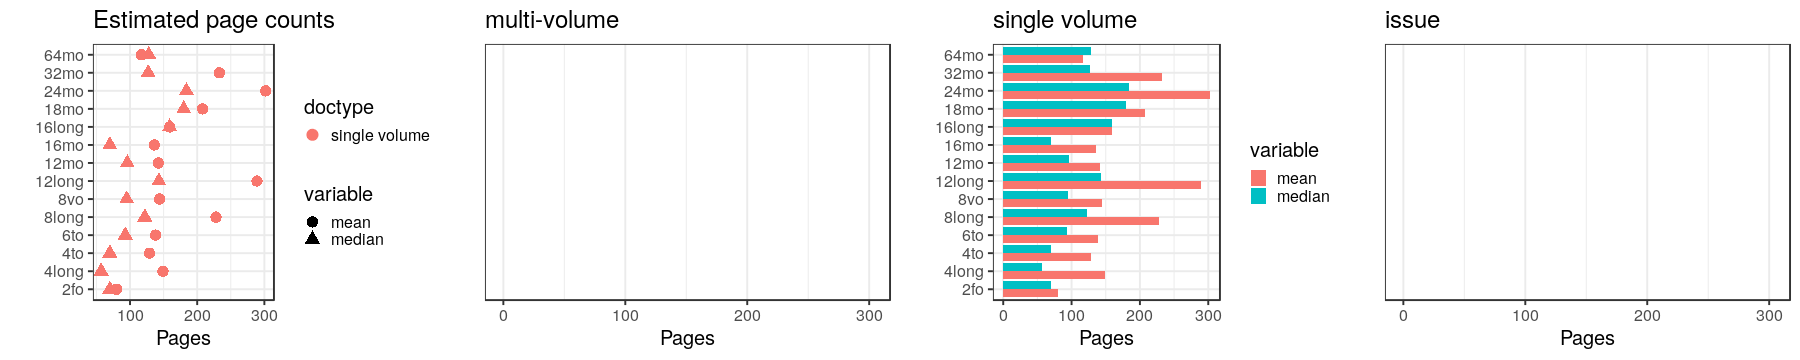 Estimated page counts
64mo
32mo
24mo
18mo
16long
16mo
12mo
12long
8vo
8long
6to
4to
4long
2fo
100 200 300
Pages
doctype
single volume
variable
mean
median
multi-volume
0 100 200 300
Pages
single volume
64mo
32mo
24mo
18mo
16long
16mo
12mo
12long
8vo
8long
6to
4to
4long
2fo
0 100 200 300
Pages
variable
mean
median
issue
0 100 200 300
Pages